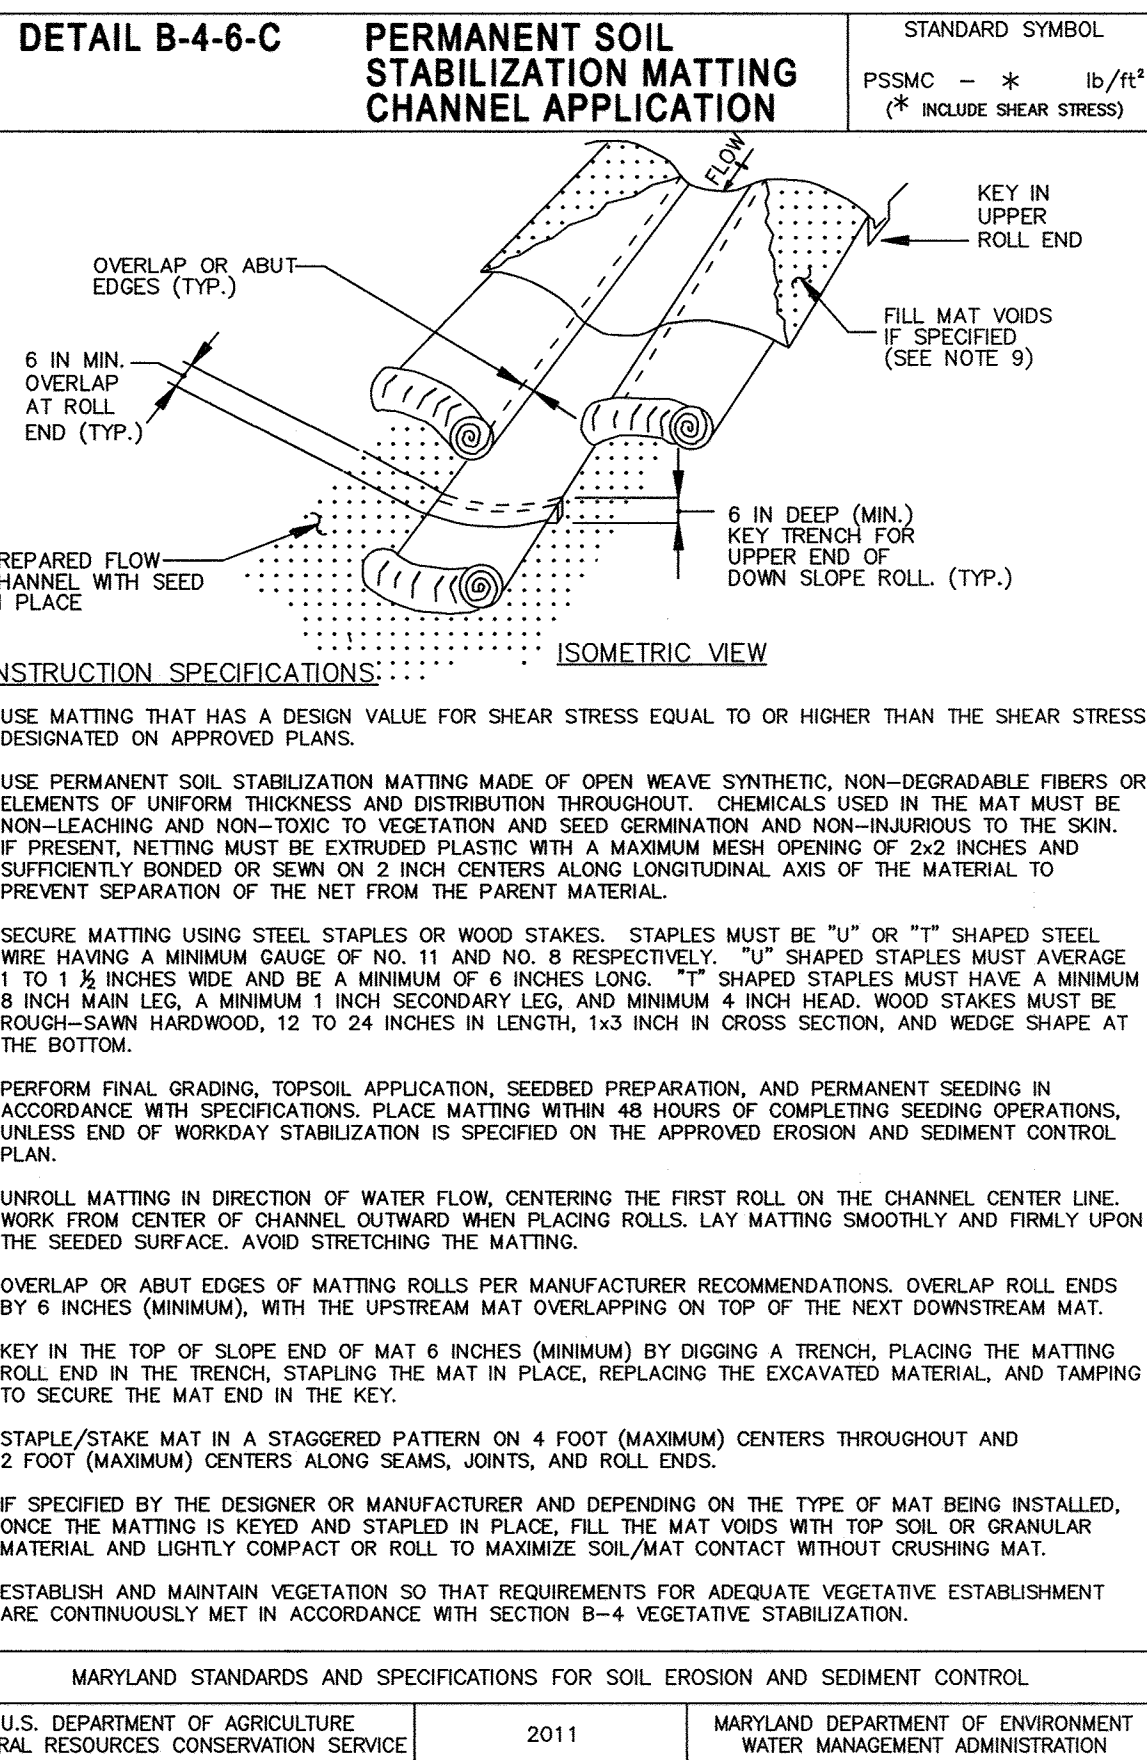 DETAIL B-4-6-C
PERMANENT SOIL
STABILIZATION MATTING
CHANNEL APPLICATION
STANDARD SYMBOL
PSSMC - * lb/ft²
(* INCLUDE SHEAR STRESS)
FLOW
KEY IN
UPPER
ROLL END
OVERLAP OR ABUT
EDGES (TYP.)
FILL MAT VOIDS
IF SPECIFIED
(SEE NOTE 9)
6 IN MIN.
OVERLAP
AT ROLL
END (TYP.)
6 IN DEEP (MIN.)
KEY TRENCH FOR
UPPER END OF
DOWN SLOPE ROLL. (TYP.)
REPARED FLOW
HANNEL WITH SEED
PLACE
ISOMETRIC VIEW
NSTRUCTION SPECIFICATIONS
USE MATTING THAT HAS A DESIGN VALUE FOR SHEAR STRESS EQUAL TO OR HIGHER THAN THE SHEAR STRESS
DESIGNATED ON APPROVED PLANS.
USE PERMANENT SOIL STABILIZATION MATTING MADE OF OPEN WEAVE SYNTHETIC, NON-DEGRADABLE FIBERS OR
ELEMENTS OF UNIFORM THICKNESS AND DISTRIBUTION THROUGHOUT. CHEMICALS USED IN THE MAT MUST BE
NON-LEACHING AND NON-TOXIC TO VEGETATION AND SEED GERMINATION AND NON-INJURIOUS TO THE SKIN.
IF PRESENT, NETTING MUST BE EXTRUDED PLASTIC WITH A MAXIMUM MESH OPENING OF 2x2 INCHES AND
SUFFICIENTLY BONDED OR SEWN ON 2 INCH CENTERS ALONG LONGITUDINAL AXIS OF THE MATERIAL TO
PREVENT SEPARATION OF THE NET FROM THE PARENT MATERIAL.
SECURE MATTING USING STEEL STAPLES OR WOOD STAKES. STAPLES MUST BE "U" OR "T" SHAPED STEEL
WIRE HAVING A MINIMUM GAUGE OF NO. 11 AND NO. 8 RESPECTIVELY. "U" SHAPED STAPLES MUST AVERAGE
1 TO 1 ½ INCHES WIDE AND BE A MINIMUM OF 6 INCHES LONG. "T" SHAPED STAPLES MUST HAVE A MINIMUM
8 INCH MAIN LEG, A MINIMUM 1 INCH SECONDARY LEG, AND MINIMUM 4 INCH HEAD. WOOD STAKES MUST BE
ROUGH-SAWN HARDWOOD, 12 TO 24 INCHES IN LENGTH, 1x3 INCH IN CROSS SECTION, AND WEDGE SHAPE AT
THE BOTTOM.
PERFORM FINAL GRADING, TOPSOIL APPLICATION, SEEDBED PREPARATION, AND PERMANENT SEEDING IN
ACCORDANCE WITH SPECIFICATIONS. PLACE MATTING WITHIN 48 HOURS OF COMPLETING SEEDING OPERATIONS,
UNLESS END OF WORKDAY STABILIZATION IS SPECIFIED ON THE APPROVED EROSION AND SEDIMENT CONTROL
PLAN.
UNROLL MATTING IN DIRECTION OF WATER FLOW, CENTERING THE FIRST ROLL ON THE CHANNEL CENTER LINE.
WORK FROM CENTER OF CHANNEL OUTWARD WHEN PLACING ROLLS. LAY MATTING SMOOTHLY AND FIRMLY UPON
THE SEEDED SURFACE. AVOID STRETCHING THE MATTING.
OVERLAP OR ABUT EDGES OF MATTING ROLLS PER MANUFACTURER RECOMMENDATIONS. OVERLAP ROLL ENDS
BY 6 INCHES (MINIMUM), WITH THE UPSTREAM MAT OVERLAPPING ON TOP OF THE NEXT DOWNSTREAM MAT.
KEY IN THE TOP OF SLOPE END OF MAT 6 INCHES (MINIMUM) BY DIGGING A TRENCH, PLACING THE MATTING
ROLL END IN THE TRENCH, STAPLING THE MAT IN PLACE, REPLACING THE EXCAVATED MATERIAL, AND TAMPING
TO SECURE THE MAT END IN THE KEY.
STAPLE/STAKE MAT IN A STAGGERED PATTERN ON 4 FOOT (MAXIMUM) CENTERS THROUGHOUT AND
2 FOOT (MAXIMUM) CENTERS ALONG SEAMS, JOINTS, AND ROLL ENDS.
IF SPECIFIED BY THE DESIGNER OR MANUFACTURER AND DEPENDING ON THE TYPE OF MAT BEING INSTALLED,
ONCE THE MATTING IS KEYED AND STAPLED IN PLACE, FILL THE MAT VOIDS WITH TOP SOIL OR GRANULAR
MATERIAL AND LIGHTLY COMPACT OR ROLL TO MAXIMIZE SOIL/MAT CONTACT WITHOUT CRUSHING MAT.
ESTABLISH AND MAINTAIN VEGETATION SO THAT REQUIREMENTS FOR ADEQUATE VEGETATIVE ESTABLISHMENT
ARE CONTINUOUSLY MET IN ACCORDANCE WITH SECTION B-4 VEGETATIVE STABILIZATION.
MARYLAND STANDARDS AND SPECIFICATIONS FOR SOIL EROSION AND SEDIMENT CONTROL
U.S. DEPARTMENT OF AGRICULTURE
RAL RESOURCES CONSERVATION SERVICE
2011
MARYLAND DEPARTMENT OF ENVIRONMENT
WATER MANAGEMENT ADMINISTRATION